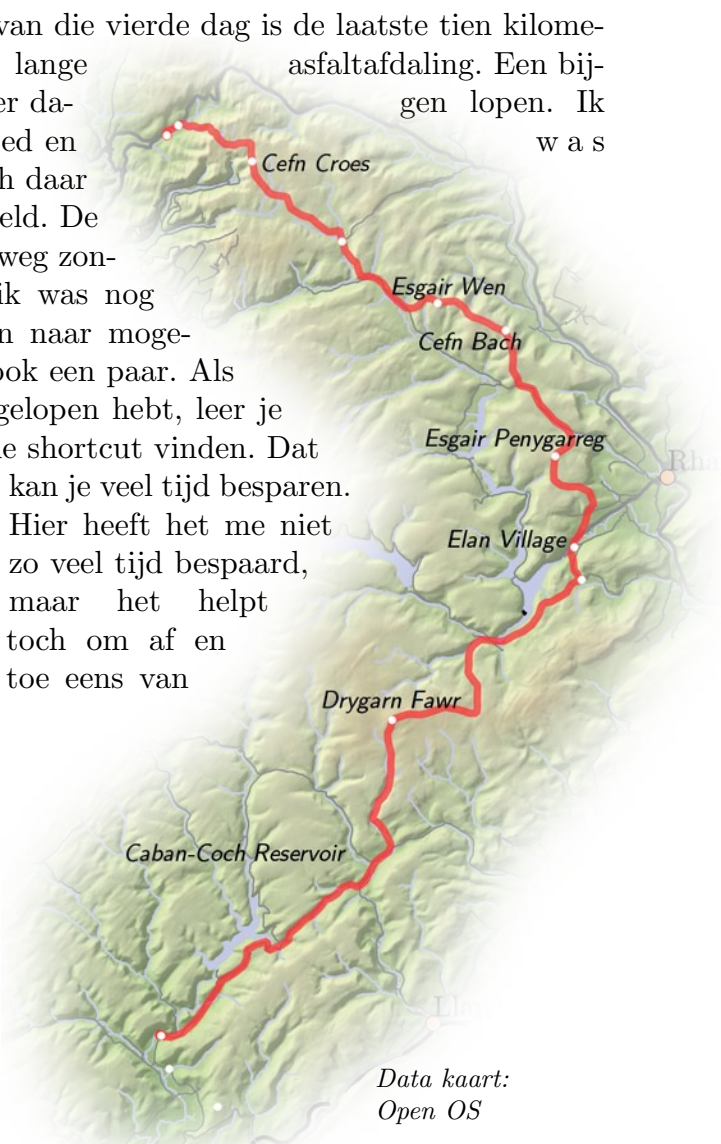 van die vierde dag is de laatste tien kilome-
lange asfaltafdaling. Een bij-
er da- gen lopen. Ik
ed en was
h daar
eld. De
weg zon-
ik was nog
n naar moge-
ook een paar. Als
gelopen hebt, leer je
e shortcut vinden. Dat
kan je veel tijd besparen.
Hier heeft het me niet
zo veel tijd bespaard,
maar het helpt
toch om af en
toe eens van
Cefn Croes
Esgair Wen
Cefn Bach
Esgair Penygarreg
Rha
Elan Village
Drygarn Fawr
Caban-Coch Reservoir
Data kaart:
Open OS